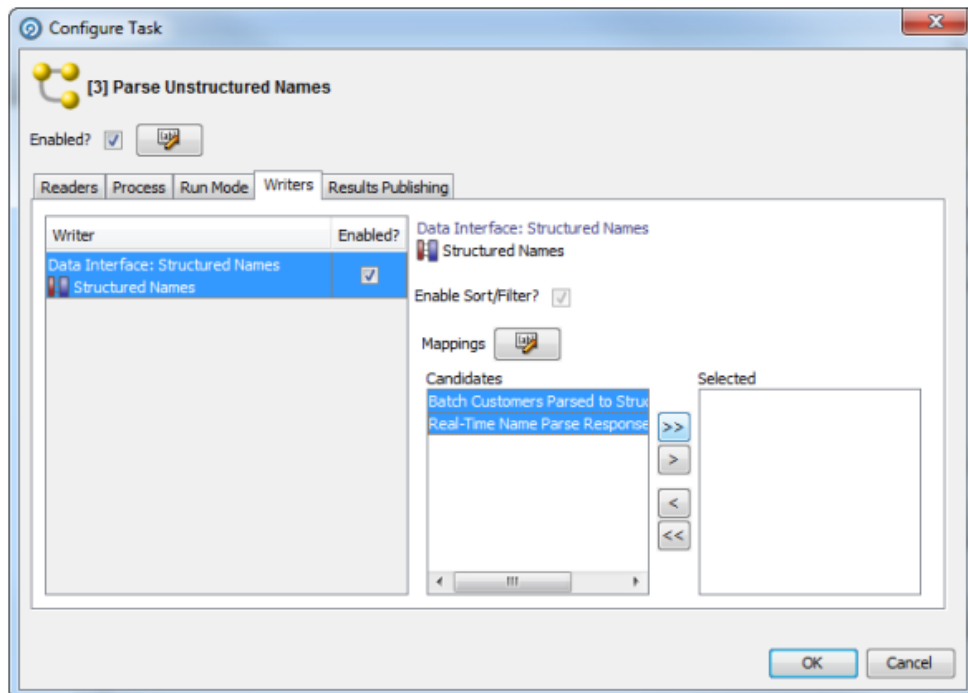 Configure Task
[3] Parse Unstructured Names
Enabled?
Readers Process Run Mode Writers Results Publishing
Writer Enabled?
Data Interface: Structured Names
Structured Names
Data Interface: Structured Names
Structured Names
Enable Sort/Filter?
Mappings
Candidates
Batch Customers Parsed to Struc
Real-Time Name Parse Response
>>
>
<
<<
Selected
OK Cancel